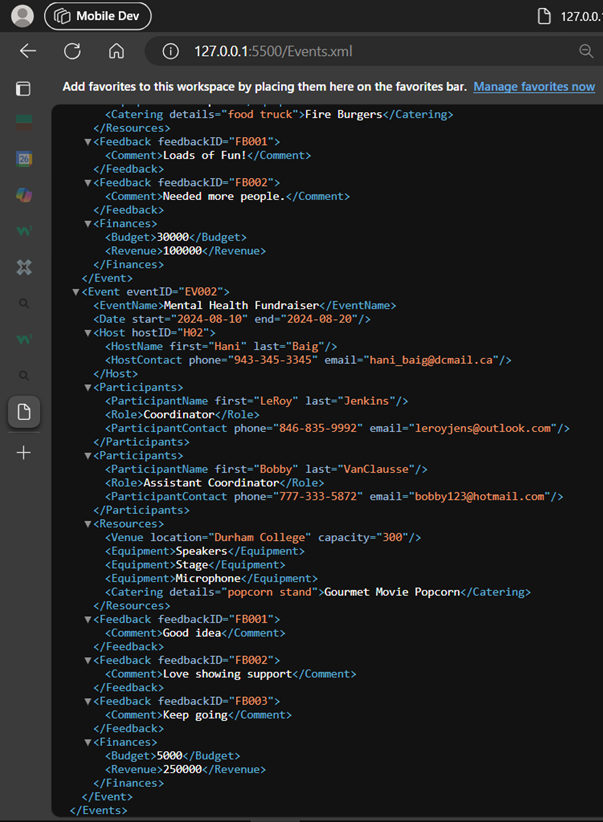 Mobile Dev
127.0.0.1
127.0.0.1:5500/Events.xml
Add favorites to this workspace by placing them here on the favorites bar. Manage favorites now
<Catering details="food truck">Fire Burgers</Catering>
</Resources>
▼<Feedback feedbackID="FB001">
<Comment>Loads of Fun!</Comment>
</Feedback>
▼<Feedback feedbackID="FB002">
<Comment>Needed more people.</Comment>
</Feedback>
▼<Finances>
<Budget>30000</Budget>
<Revenue>100000</Revenue>
</Finances>
</Event>
▼<Event eventID="EV002">
<EventName>Mental Health Fundraiser</EventName>
<Date start="2024-08-10" end="2024-08-20"/>
▼<Host hostID="H02">
<HostName first="Hani" last="Baig"/>
<HostContact phone="943-345-3345" email="hani_baig@dcmail.ca"/>
</Host>
▼<Participants>
<ParticipantName first="LeRoy" last="Jenkins"/>
<Role>Coordinator</Role>
<ParticipantContact phone="846-835-9992" email="leroyjens@outlook.com"/>
</Participants>
▼<Participants>
<ParticipantName first="Bobby" last="VanClausse"/>
<Role>Assistant Coordinator</Role>
<ParticipantContact phone="777-333-5872" email="bobby123@hotmail.com"/>
</Participants>
▼<Resources>
<Venue location="Durham College" capacity="300"/>
<Equipment>Speakers</Equipment>
<Equipment>Stage</Equipment>
<Equipment>Microphone</Equipment>
<Catering details="popcorn stand">Gourmet Movie Popcorn</Catering>
</Resources>
▼<Feedback feedbackID="FB001">
<Comment>Good idea</Comment>
</Feedback>
▼<Feedback feedbackID="FB002">
<Comment>Love showing support</Comment>
</Feedback>
▼<Feedback feedbackID="FB003">
<Comment>Keep going</Comment>
</Feedback>
▼<Finances>
<Budget>5000</Budget>
<Revenue>250000</Revenue>
</Finances>
</Event>
</Events>